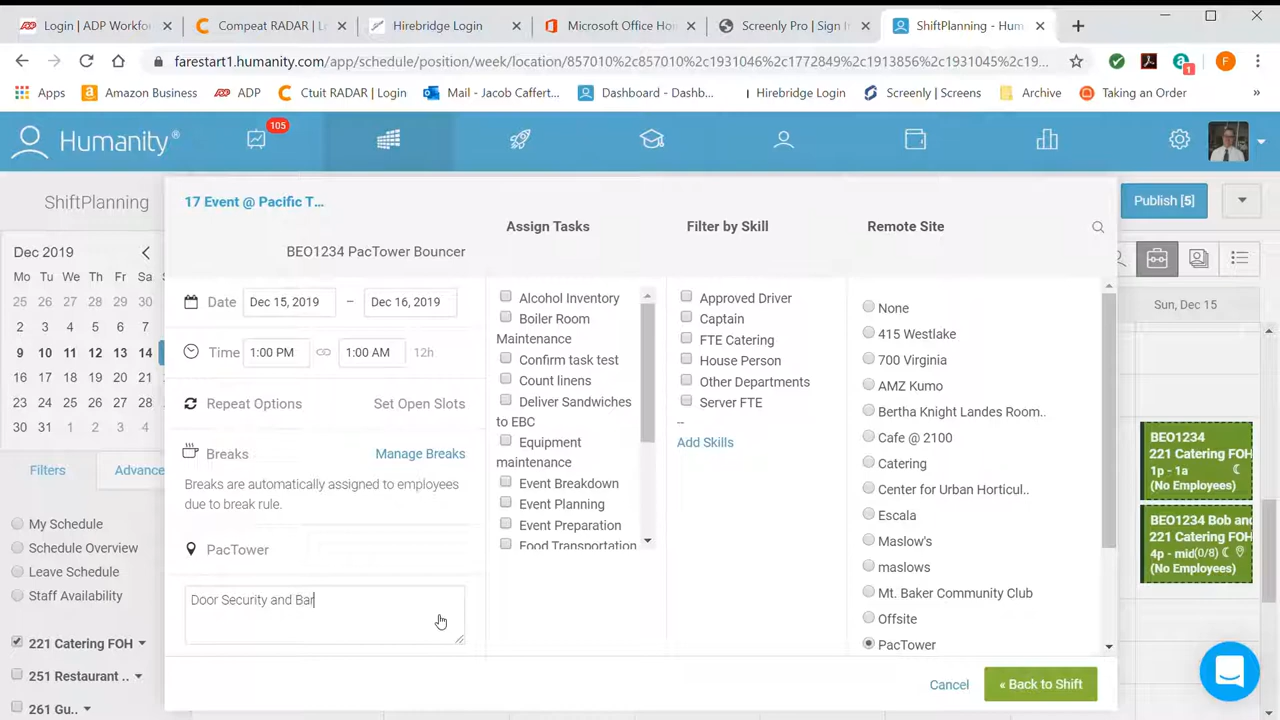 Login | ADP Workfo
Compeat RADAR | L
Hirebridge Login
Microsoft Office Ho
Screenly Pro | Sign I
ShiftPlanning - Hum
farestart1.humanity.com/app/schedule/position/week/location/857010%2c857010%2c1931046%2c1772849%2c1913856%2c1931045%2c19...
1
F
Apps
Amazon Business
ADP
Ctuit RADAR | Login
Mail - Jacob Caffert...
Dashboard - Dashb...
Hirebridge Login
Screenly | Screens
Archive
Taking an Order
»
Humanity®
105
ShiftPlanning
17 Event @ Pacific T...
Assign Tasks
Filter by Skill
Remote Site
Publish [5]
BEO1234 PacTower Bouncer
Dec 2019
Mo Tu We Th Fr Sa
25 26 27 28 29 30
2 3 4 5 6 7
9 10 11 12 13 14
16 17 18 19 20 21
23 24 25 26 27 28
30 31 1 2 3 4
Filters
Advance
My Schedule
Schedule Overview
Leave Schedule
Staff Availability
221 Catering FOH
251 Restaurant ..
261 Gu..
Date
Dec 15, 2019
–
Dec 16, 2019
Time
1:00 PM
1:00 AM
12h
Repeat Options
Set Open Slots
Breaks
Manage Breaks
Breaks are automatically assigned to employees
due to break rule.
PacTower
Door Security and Bar
Alcohol Inventory
Boiler Room
Maintenance
Confirm task test
Count linens
Deliver Sandwiches
to EBC
Equipment
maintenance
Event Breakdown
Event Planning
Event Preparation
Food Transportation
Approved Driver
Captain
FTE Catering
House Person
Other Departments
Server FTE
--
Add Skills
None
415 Westlake
700 Virginia
AMZ Kumo
Bertha Knight Landes Room..
Cafe @ 2100
Catering
Center for Urban Horticul..
Escala
Maslow's
maslows
Mt. Baker Community Club
Offsite
PacTower
Cancel
« Back to Shift
Sun, Dec 15
BEO1234
221 Catering FOH
1p - 1a
(No Employees)
BEO1234 Bob and
221 Catering FOH
4p - mid(0/8)
(No Employees)